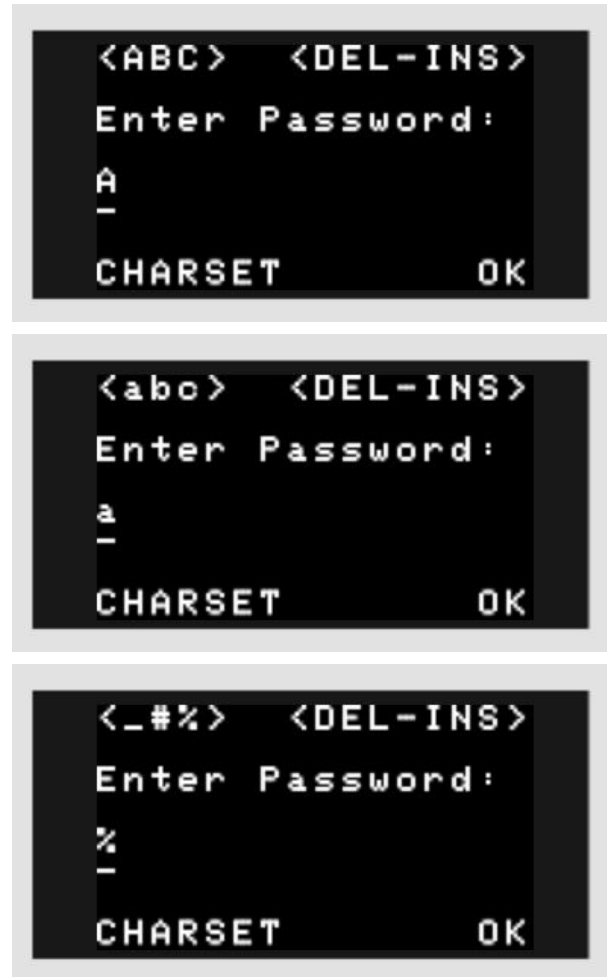 <ABC> <DEL-INS>
Enter Password:
A
CHARSET OK
<abc> <DEL-INS>
Enter Password:
a
CHARSET OK
<_#%> <DEL-INS>
Enter Password:
%
CHARSET OK